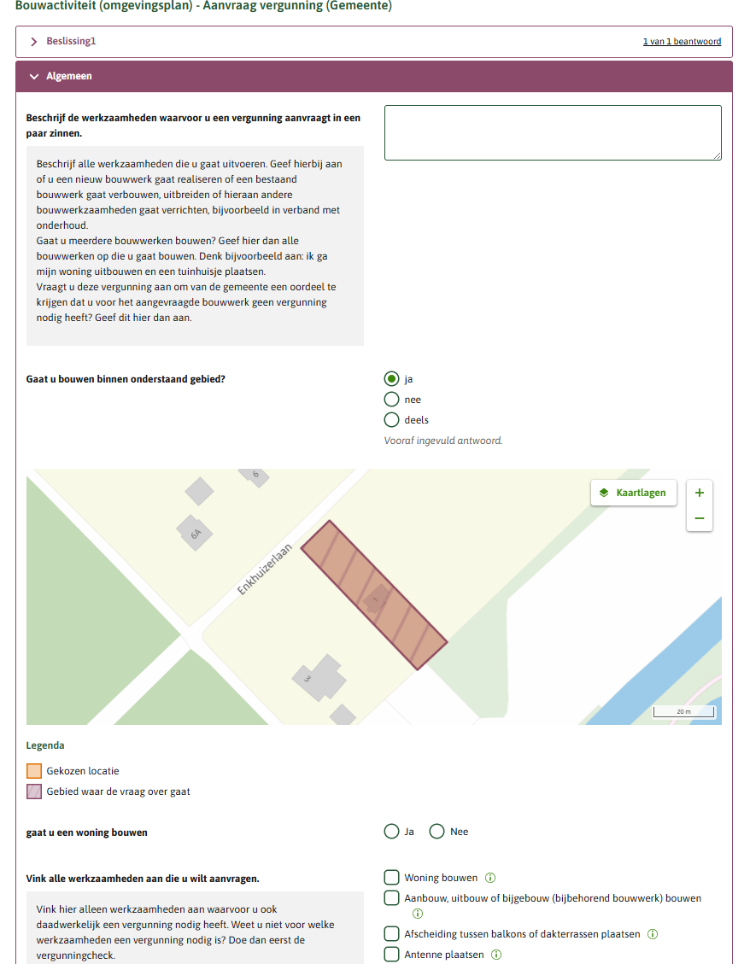 Bouwactiviteit (omgevingsplan) - Aanvraag vergunning (Gemeente)
Beslissing1
1 van 1 beantwoord
Algemeen
Beschrijf de werkzaamheden waarvoor u een vergunning aanvraagt in een
paar zinnen.
Beschrijf alle werkzaamheden die u gaat uitvoeren. Geef hierbij aan
of u een nieuw bouwwerk gaat realiseren of een bestaand
bouwwerk gaat verbouwen, uitbreiden of hieraan andere
bouwwerkzaamheden gaat verrichten, bijvoorbeeld in verband met
onderhoud.
Gaat u meerdere bouwwerken bouwen? Geef hier dan alle
bouwwerken op die u gaat bouwen. Denk bijvoorbeeld aan: ik ga
mijn woning uitbouwen en een tuinhuisje plaatsen.
Vraagt u deze vergunning aan om van de gemeente een oordeel te
krijgen dat u voor het aangevraagde bouwwerk geen vergunning
nodig heeft? Geef dit hier dan aan.
Gaat u bouwen binnen onderstaand gebied?
ja
nee
deels
Vooraf ingevuld antwoord.
Kaartlagen
+
−
6A
Enkhuizerlaan
1
3
20 m
Legenda
Gekozen locatie
Gebied waar de vraag over gaat
gaat u een woning bouwen
Ja
Nee
Vink alle werkzaamheden aan die u wilt aanvragen.
Vink hier alleen werkzaamheden aan waarvoor u ook
daadwerkelijk een vergunning nodig heeft. Weet u niet voor welke
werkzaamheden een vergunning nodig is? Doe dan eerst de
vergunningcheck.
Woning bouwen
Aanbouw, uitbouw of bijgebouw (bijbehorend bouwwerk) bouwen
Afscheiding tussen balkons of dakterrassen plaatsen
Antenne plaatsen